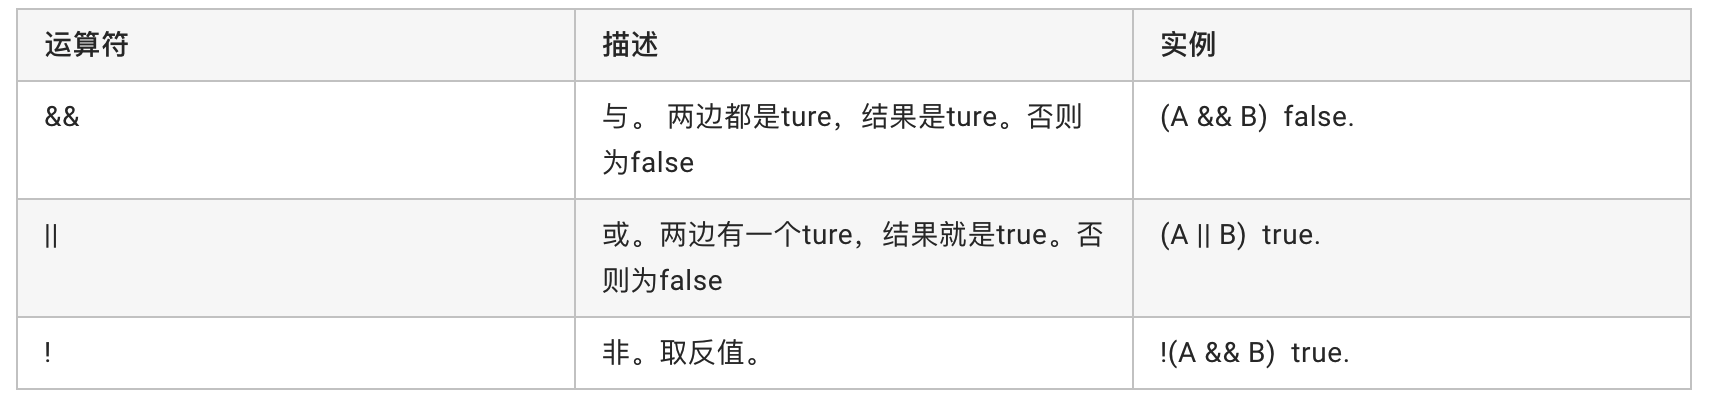 运算符 描述 实例
&& 与。 两边都是ture，结果是ture。否则 (A && B) false.
为false
|| 或。两边有一个ture，结果就是true。否 (A || B) true.
则为false
! 非。取反值。 !(A && B) true.